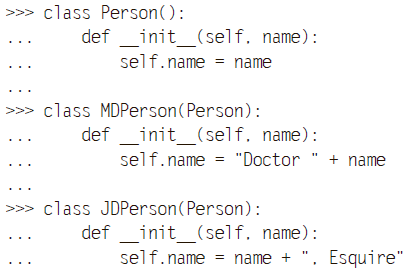 >>> class Person():
...     def __init__(self, name):
...         self.name = name
...
>>> class MDPerson(Person):
...     def __init__(self, name):
...         self.name = "Doctor " + name
...
>>> class JDPerson(Person):
...     def __init__(self, name):
...         self.name = name + ", Esquire"